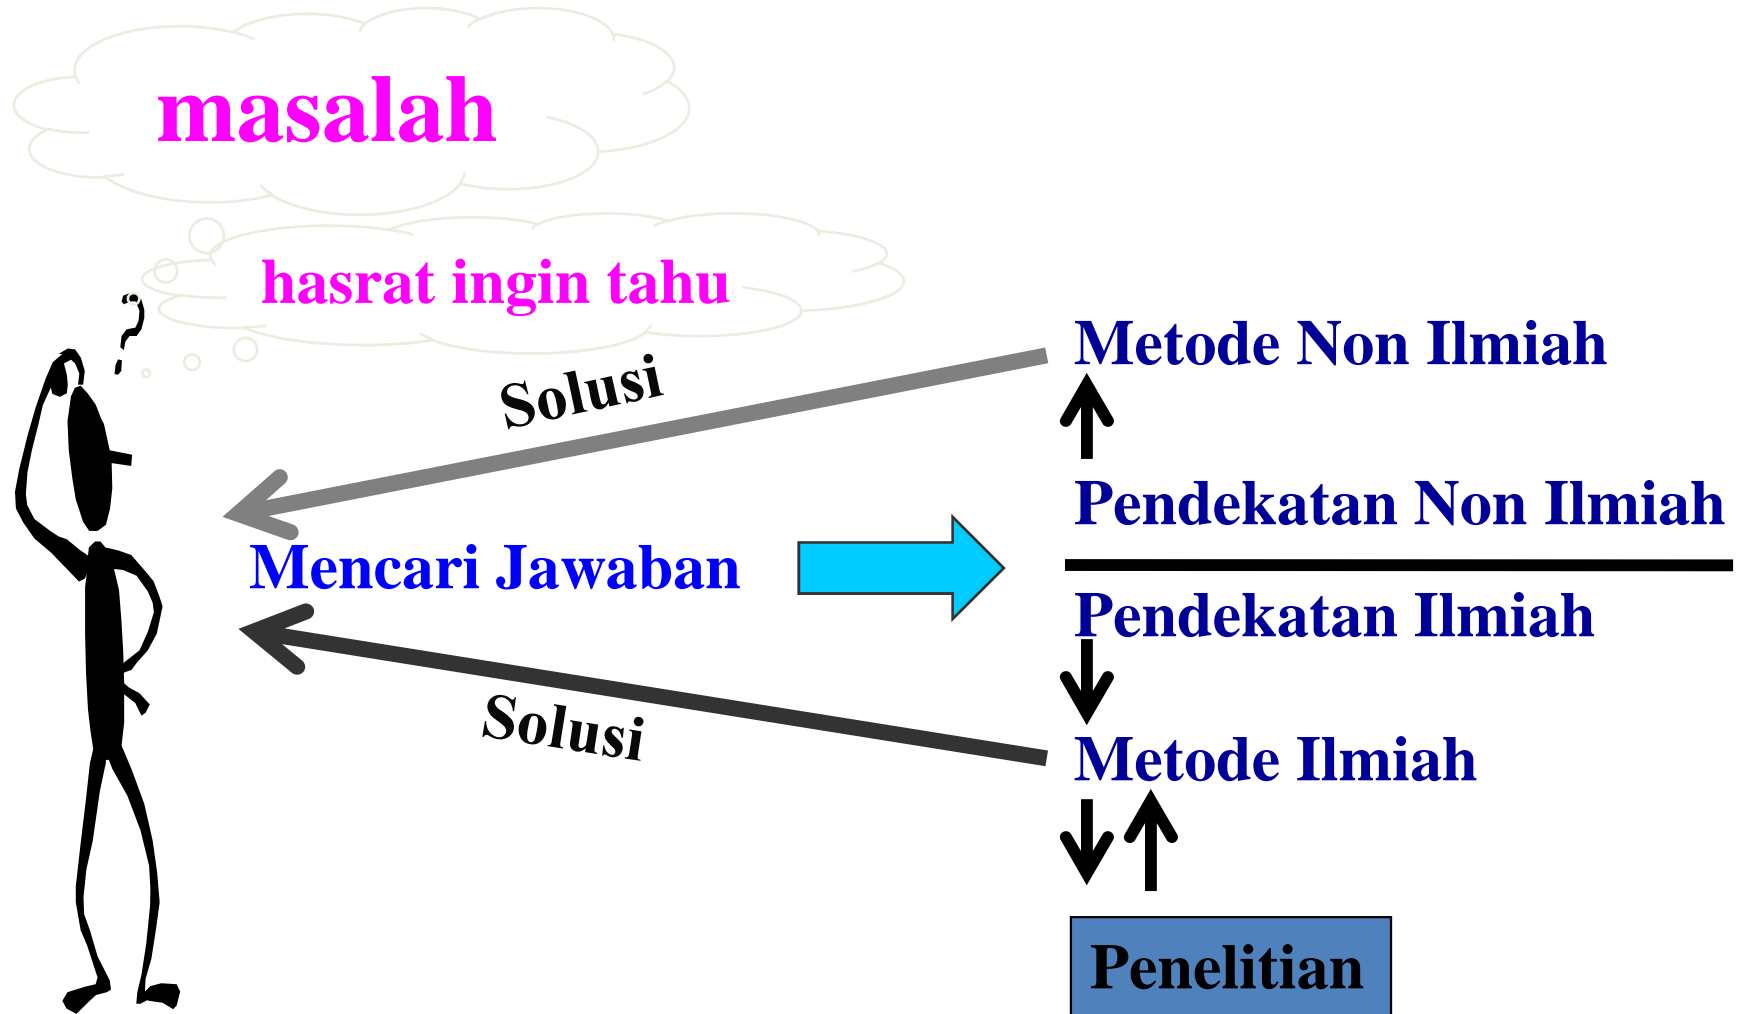 masalah
hasrat ingin tahu
?
Solusi
Metode Non Ilmiah
Pendekatan Non Ilmiah
Mencari Jawaban
Pendekatan Ilmiah
Solusi
Metode Ilmiah
Penelitian